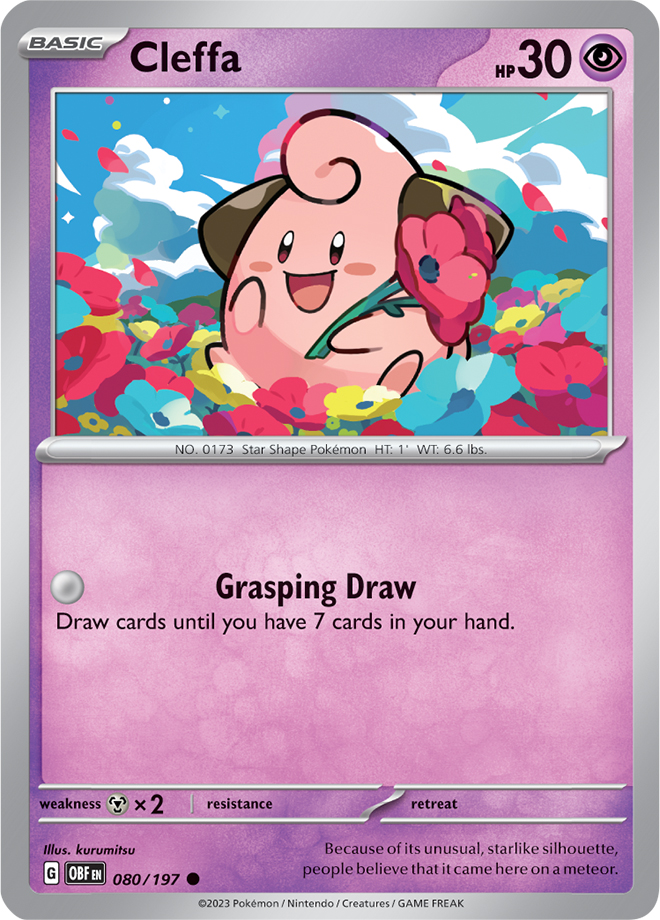 BASIC
Cleffa
HP 30
NO. 0173 Star Shape Pokémon HT: 1' WT: 6.6 lbs.
Grasping Draw
Draw cards until you have 7 cards in your hand.
weakness ×2 resistance retreat
Illus. kurumitsu
Because of its unusual, starlike silhouette,
people believe that it came here on a meteor.
G OBF EN 080/197
©2023 Pokémon / Nintendo / Creatures / GAME FREAK